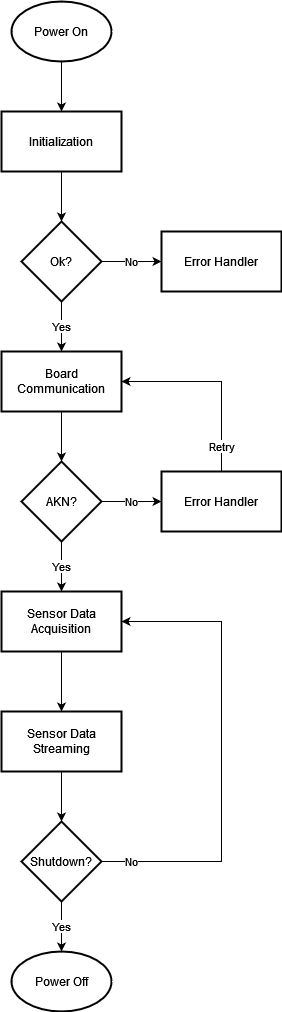 Power On
Initialization
Ok?
No
Error Handler
Yes
Board
Communication
Retry
AKN?
No
Error Handler
Yes
Sensor Data
Acquisition
Sensor Data
Streaming
Shutdown?
No
Yes
Power Off